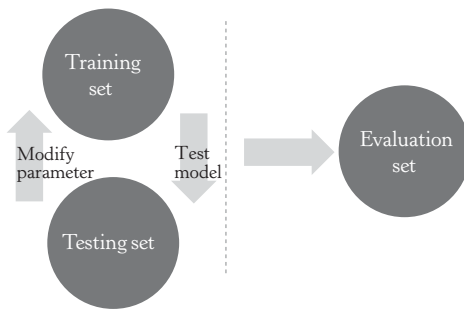 Training
set
Modify
parameter
Test
model
Testing set
Evaluation
set